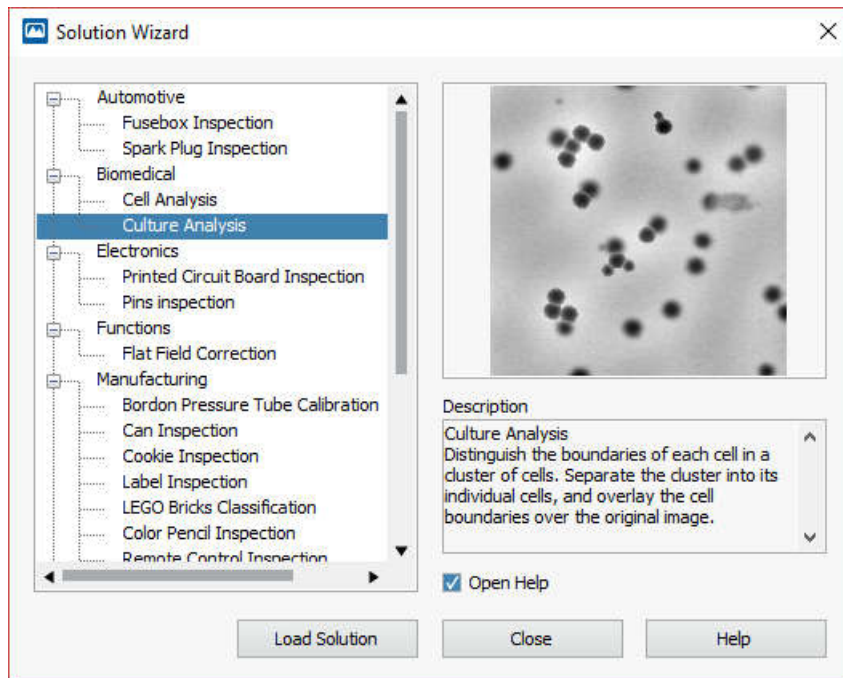 Solution Wizard
Automotive
Fusebox Inspection
Spark Plug Inspection
Biomedical
Cell Analysis
Culture Analysis
Electronics
Printed Circuit Board Inspection
Pins inspection
Functions
Flat Field Correction
Manufacturing
Bordon Pressure Tube Calibration
Can Inspection
Cookie Inspection
Label Inspection
LEGO Bricks Classification
Color Pencil Inspection
Remote Control Inspection
Description
Culture Analysis
Distinguish the boundaries of each cell in a
cluster of cells. Separate the cluster into its
individual cells, and overlay the cell
boundaries over the original image.
Open Help
Load Solution
Close
Help